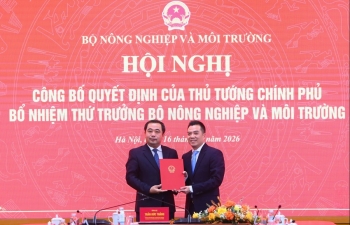 BỘ NÔNG NGHIỆP VÀ MÔI TRƯỜNG
HỘI NGHỊ
CÔNG BỐ QUYẾT ĐỊNH CỦA THỦ TƯỚNG CHÍNH PHỦ
BỔ NHIỆM THỨ TRƯỞNG BỘ NÔNG NGHIỆP VÀ MÔI TRƯỜNG
Hà Nội, 16 2026